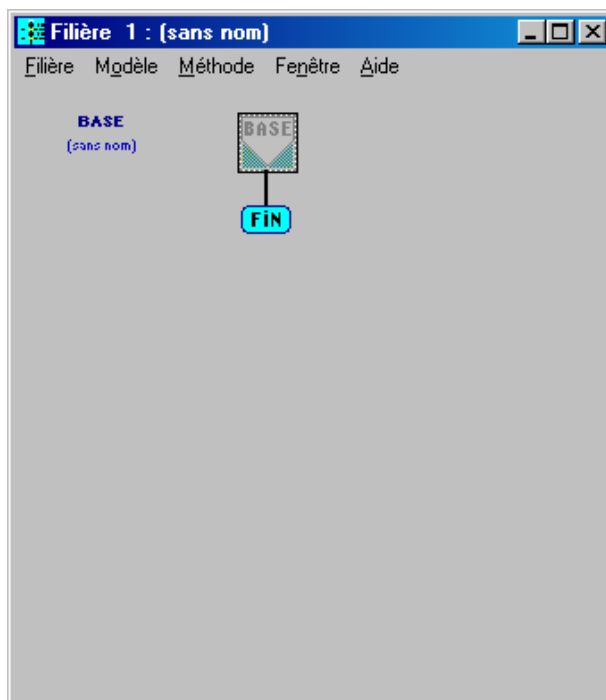 Filière 1 : (sans nom)
Filière Modèle Méthode Fenêtre Aide
BASE
(sans nom)
BASE
FiN